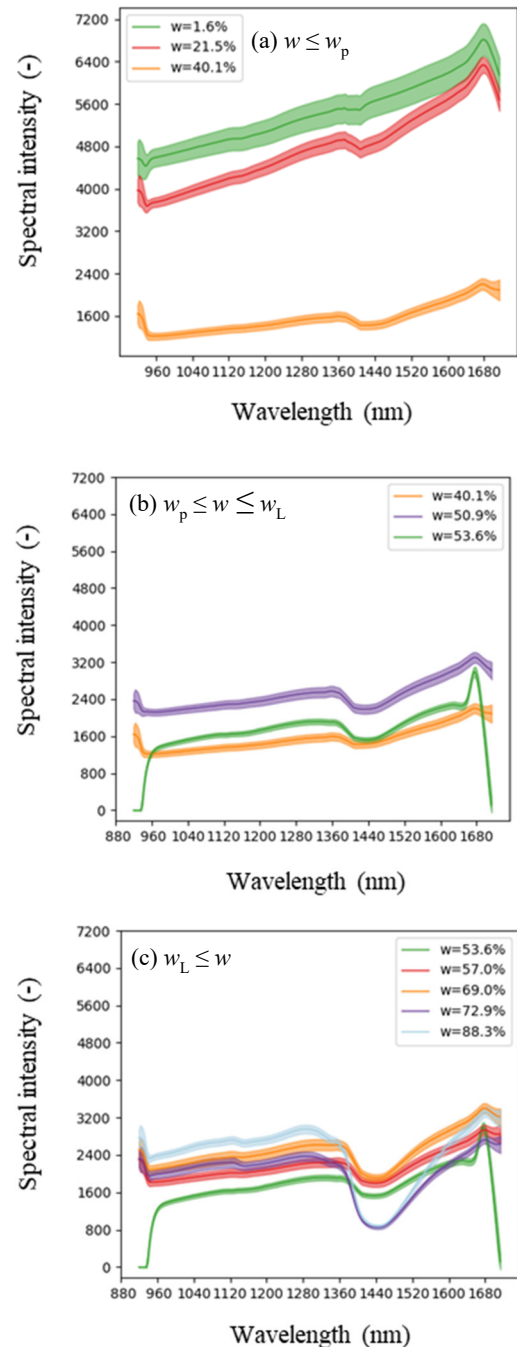 7200
6400
5600
4800
4000
3200
2400
1600
Spectral intensity (-)
w=1.6%
w=21.5%
w=40.1%
(a) w ≤ wₚ
960 1040 1120 1200 1280 1360 1440 1520 1600 1680
Wavelength (nm)
7200
6400
5600
4800
4000
3200
2400
1600
800
0
Spectral intensity (-)
(b) wₚ ≤ w ≤ w_L
w=40.1%
w=50.9%
w=53.6%
880 960 1040 1120 1200 1280 1360 1440 1520 1600 1680
Wavelength (nm)
7200
6400
5600
4800
4000
3200
2400
1600
800
0
Spectral intensity (-)
(c) w_L ≤ w
w=53.6%
w=57.0%
w=69.0%
w=72.9%
w=88.3%
880 960 1040 1120 1200 1280 1360 1440 1520 1600 1680
Wavelength (nm)